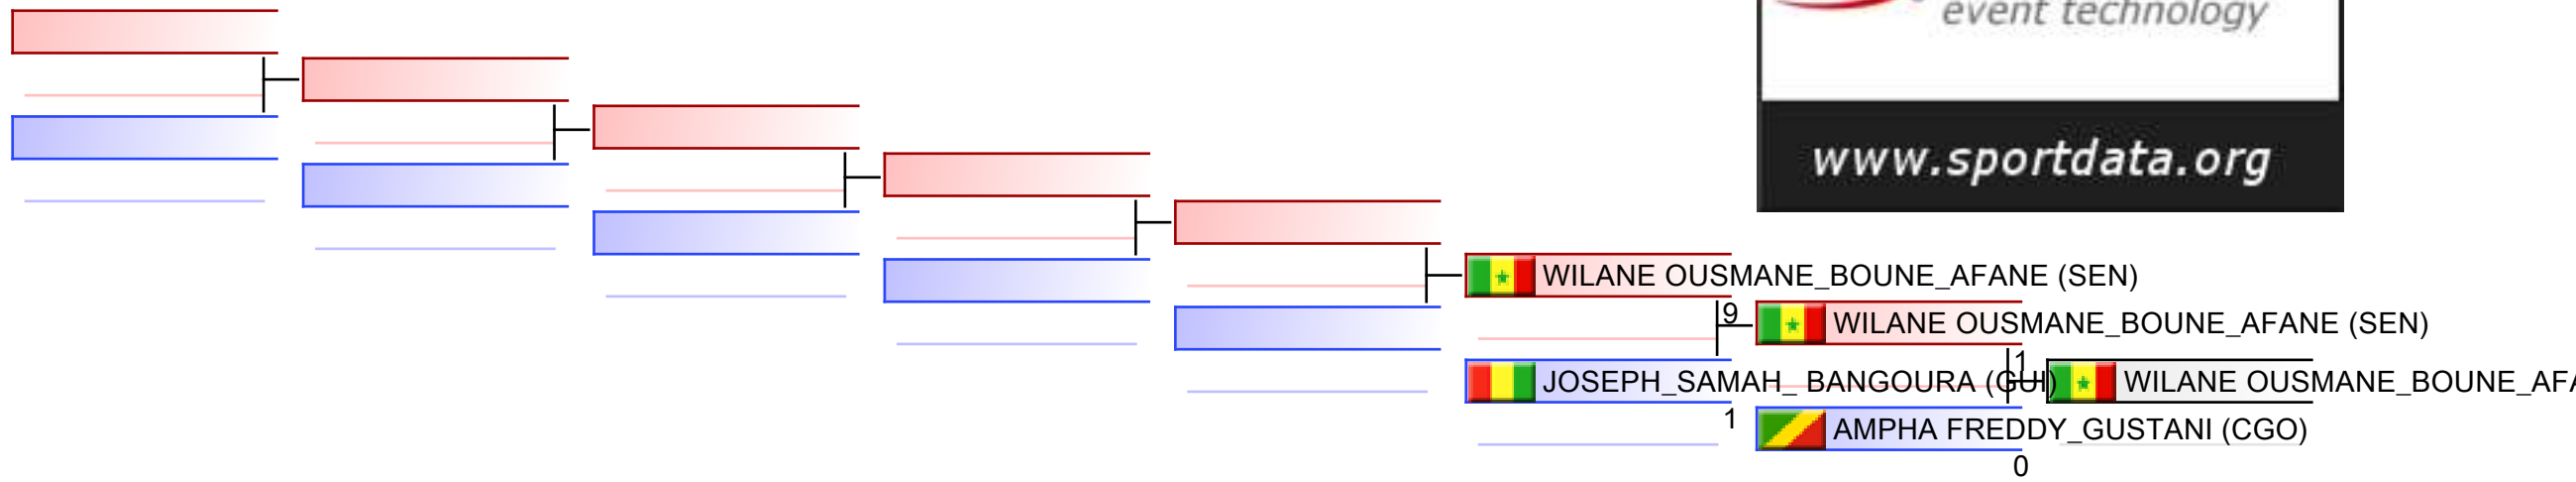 event technology
www.sportdata.org
WILANE OUSMANE_BOUNE_AFANE (SEN)
9
WILANE OUSMANE_BOUNE_AFANE (SEN)
1
JOSEPH_SAMAH_ BANGOURA (GUI)
WILANE OUSMANE_BOUNE_AFA
1
AMPHA FREDDY_GUSTANI (CGO)
0